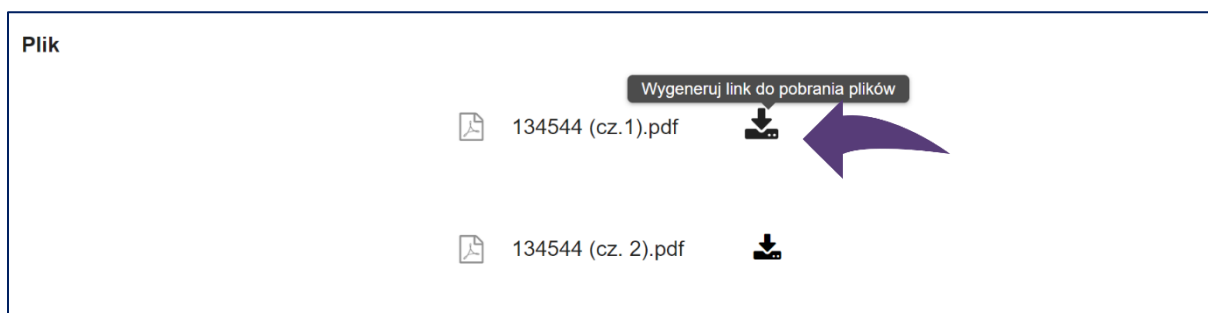 Plik
Wygeneruj link do pobrania plików
134544 (cz.1).pdf
134544 (cz. 2).pdf